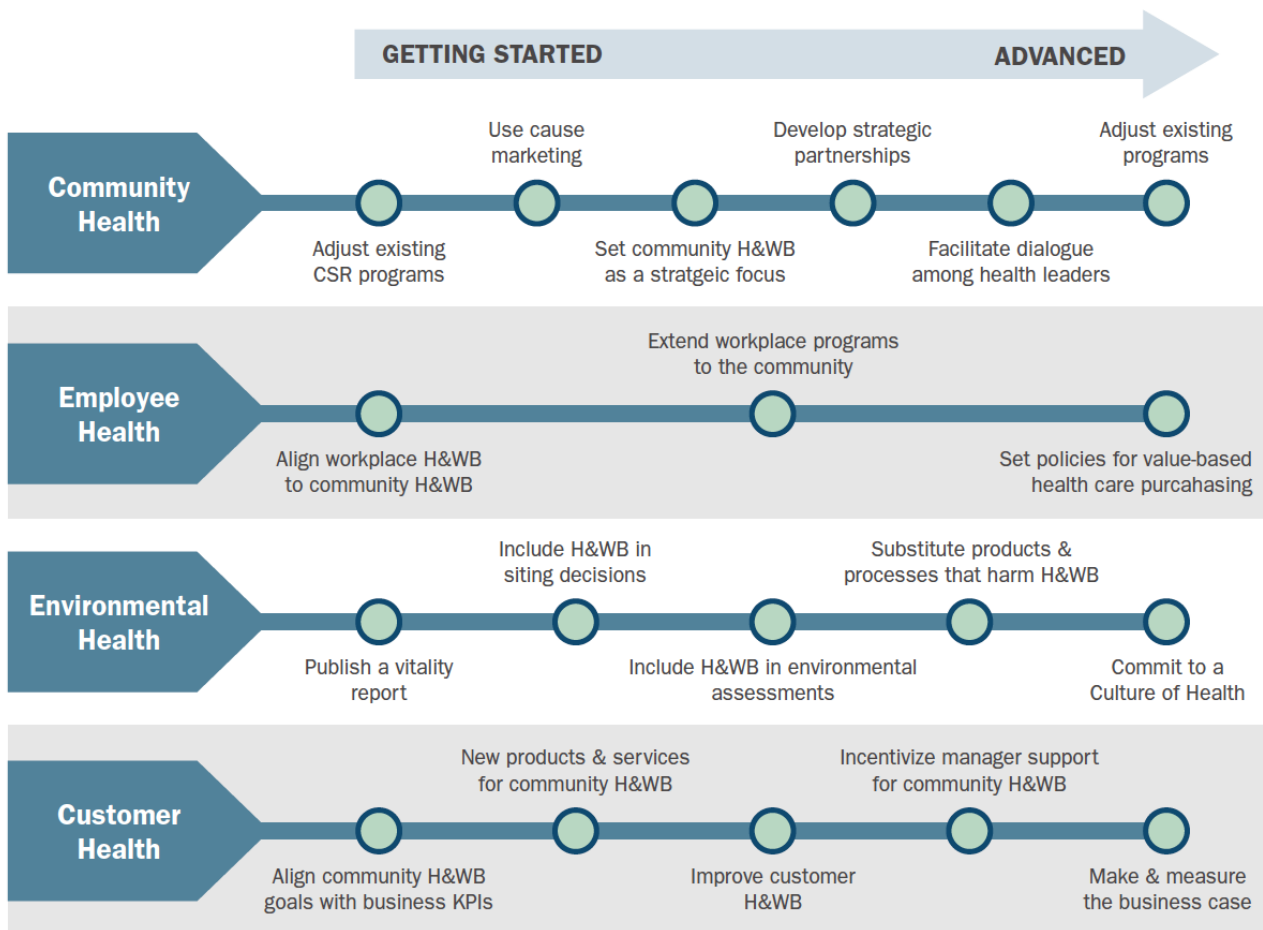 GETTING STARTED
ADVANCED
Community
Health
Adjust existing
CSR programs
Use cause
marketing
Set community H&WB
as a stratgeic focus
Develop strategic
partnerships
Facilitate dialogue
among health leaders
Adjust existing
programs
Employee
Health
Align workplace H&WB
to community H&WB
Extend workplace programs
to the community
Set policies for value-based
health care purcahasing
Environmental
Health
Publish a vitality
report
Include H&WB in
siting decisions
Include H&WB in environmental
assessments
Substitute products &
processes that harm H&WB
Commit to a
Culture of Health
Customer
Health
Align community H&WB
goals with business KPIs
New products & services
for community H&WB
Improve customer
H&WB
Incentivize manager support
for community H&WB
Make & measure
the business case